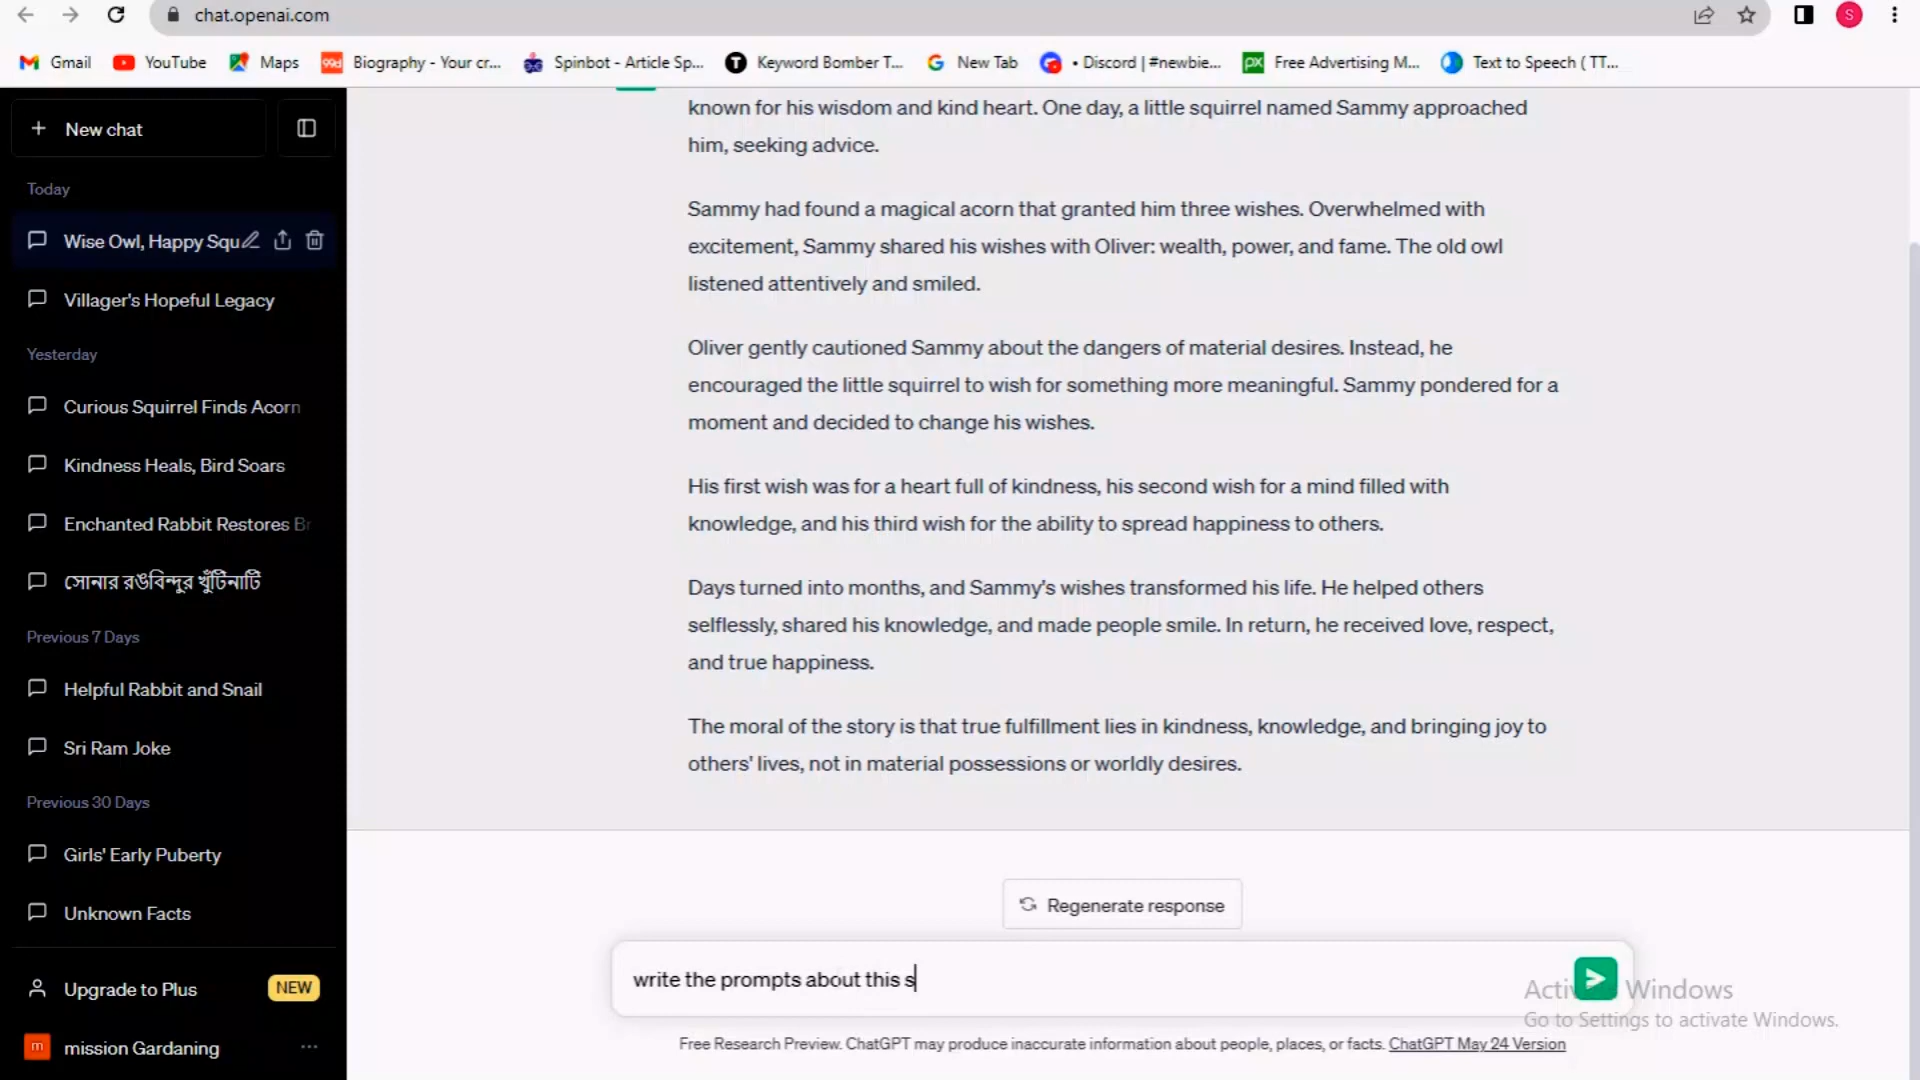 chat.openai.com
S
Gmail
YouTube
Maps
99d
Biography - Your cr...
Spinbot - Article Sp...
T
Keyword Bomber T...
New Tab
• Discord | #newbie...
px
Free Advertising M...
Text to Speech ( TT...
New chat
Today
Wise Owl, Happy Squ
Villager's Hopeful Legacy
Yesterday
Curious Squirrel Finds Acorn
Kindness Heals, Bird Soars
Enchanted Rabbit Restores Br
সোনার রঙবিন্দুর খুঁটিনাটি
Previous 7 Days
Helpful Rabbit and Snail
Sri Ram Joke
Previous 30 Days
Girls' Early Puberty
Unknown Facts
Upgrade to Plus
NEW
m
mission Gardaning
known for his wisdom and kind heart. One day, a little squirrel named Sammy approached
him, seeking advice.
Sammy had found a magical acorn that granted him three wishes. Overwhelmed with
excitement, Sammy shared his wishes with Oliver: wealth, power, and fame. The old owl
listened attentively and smiled.
Oliver gently cautioned Sammy about the dangers of material desires. Instead, he
encouraged the little squirrel to wish for something more meaningful. Sammy pondered for a
moment and decided to change his wishes.
His first wish was for a heart full of kindness, his second wish for a mind filled with
knowledge, and his third wish for the ability to spread happiness to others.
Days turned into months, and Sammy's wishes transformed his life. He helped others
selflessly, shared his knowledge, and made people smile. In return, he received love, respect,
and true happiness.
The moral of the story is that true fulfillment lies in kindness, knowledge, and bringing joy to
others' lives, not in material possessions or worldly desires.
Regenerate response
write the prompts about this s
Windows
Go to Settings to activate Windows.
Free Research Preview. ChatGPT may produce inaccurate information about people, places, or facts. ChatGPT May 24 Version